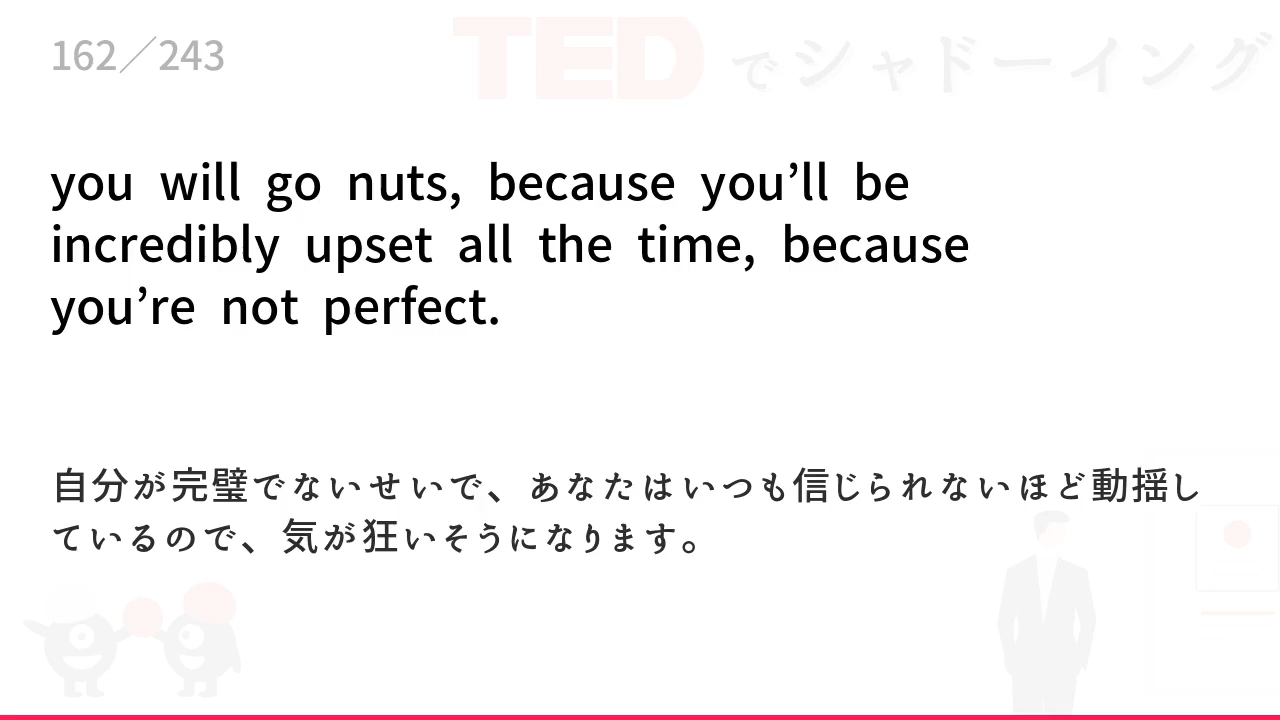 162／243
TEDでシャドーイング
you will go nuts, because you’ll be
incredibly upset all the time, because
you’re not perfect.
自分が完璧でないせいで、あなたはいつも信じられないほど動揺し
ているので、気が狂いそうになります。